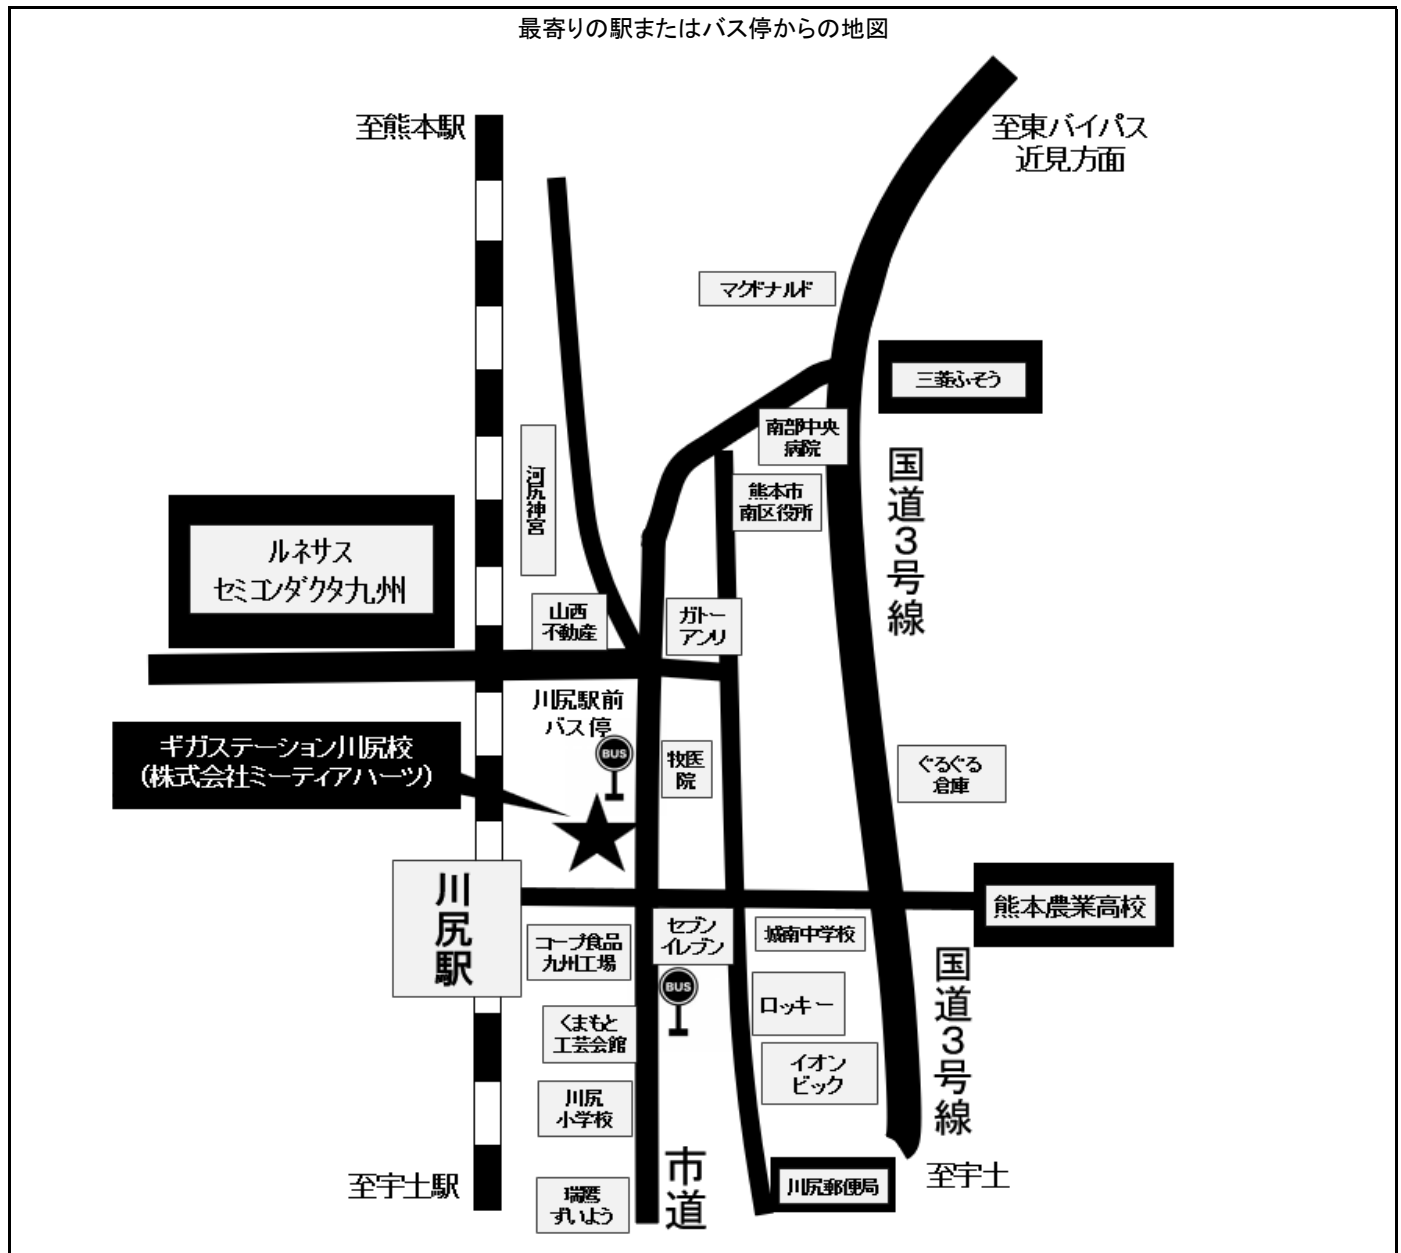 最寄りの駅またはバス停からの地図
至熊本駅
至東バイパス
近見方面
マクドナルド
三菱ふそう
南部中央
病院
国道3号線
河尻神宮
熊本市
南区役所
ルネサス
セミコンダクタ九州
山西
不動産
ガトー
アンリ
川尻駅前
バス停
BUS
ギガステーション川尻校
(株式会社ミーティアハーツ)
牧医
院
ぐるぐる
倉庫
川尻駅
熊本農業高校
セブン
イレブン
城南中学校
コープ食品
九州工場
国道3号線
BUS
ロッキー
くまもと
工芸会館
イオン
ビック
川尻
小学校
市道
至宇土駅
川尻郵便局
至宇土
瑞鷹
ずいよう